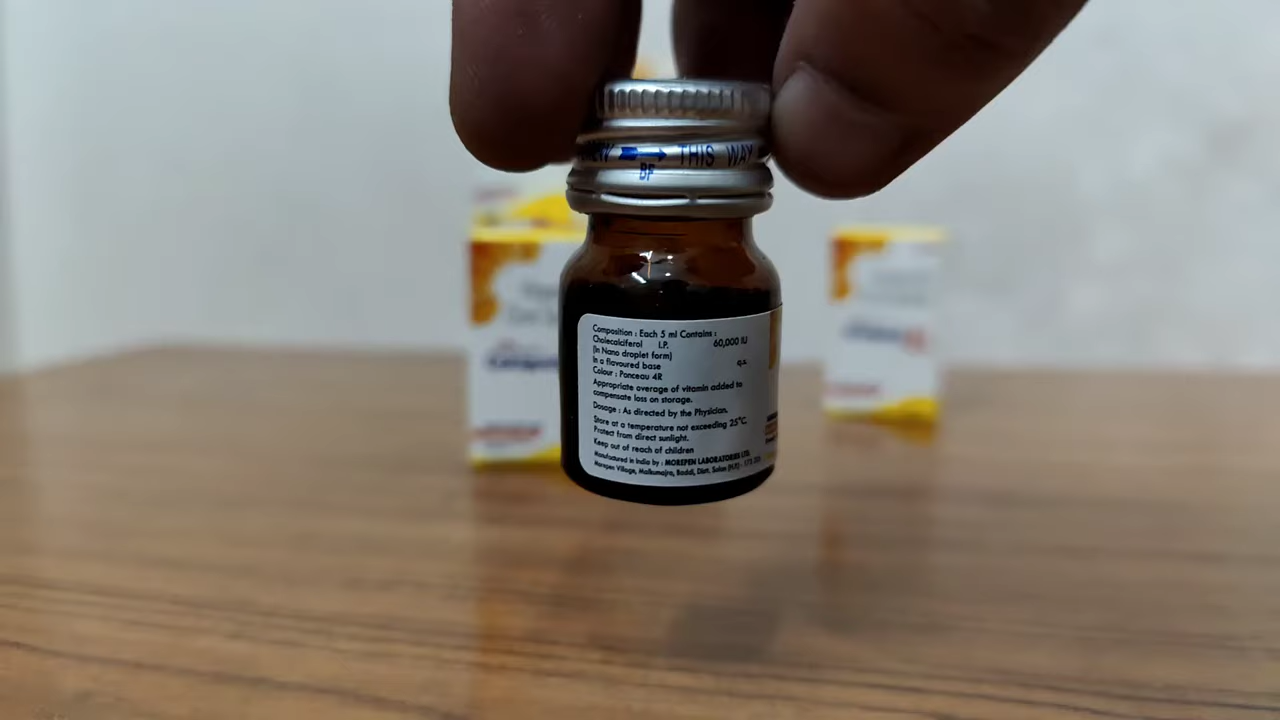 THIS WAY
BF
Composition : Each 5 ml Contains :
Cholecalciferol I.P. 60,000 IU
(In Nano droplet form)
In a flavoured base q.s.
Colour : Ponceau 4R
Appropriate overage of vitamin added to
compensate loss on storage.
Dosage : As directed by the Physician.
Store at a temperature not exceeding 25°C.
Protect from direct sunlight.
Keep out of reach of children
Manufactured in India by : MOREPEN LABORATORIES LTD.
Morepen Village, Malkumajra, Baddi, Distt. Solan (H.P.) - 173